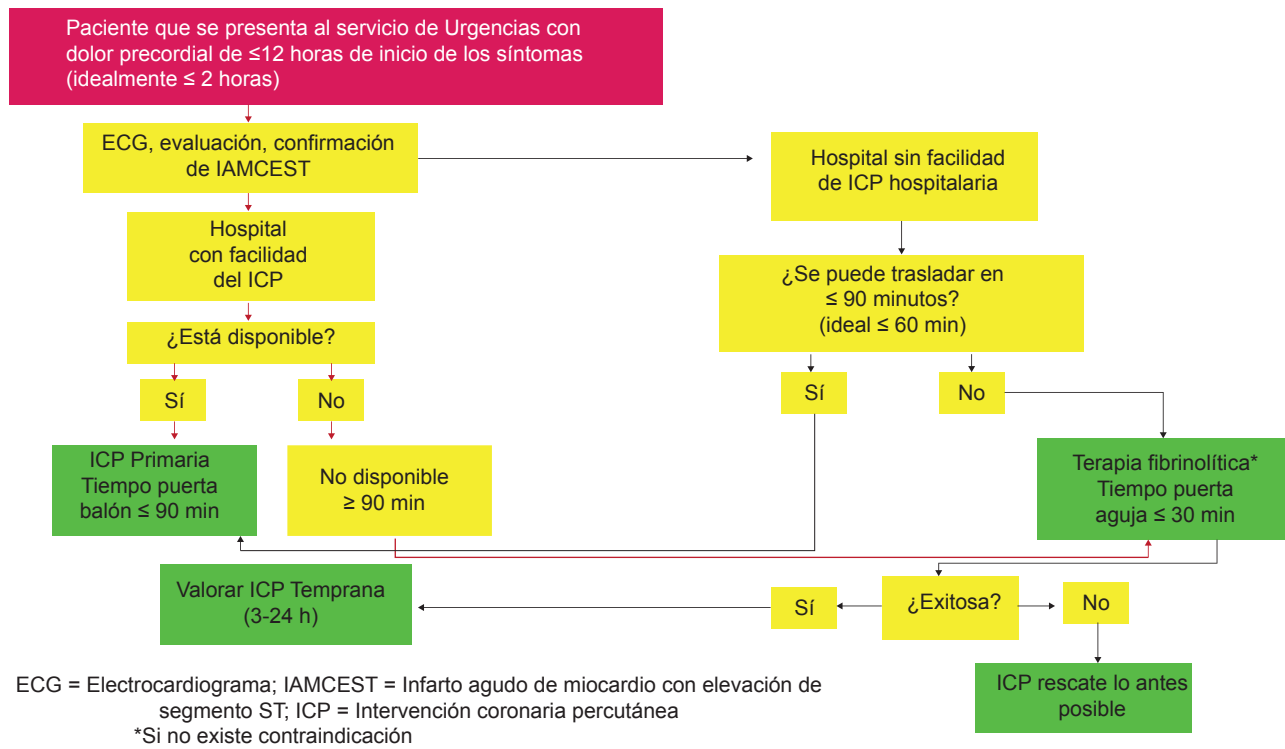 Paciente que se presenta al servicio de Urgencias con
dolor precordial de ≤12 horas de inicio de los síntomas
(idealmente ≤ 2 horas)
ECG, evaluación, confirmación
de IAMCEST
Hospital sin facilidad
de ICP hospitalaria
Hospital
con facilidad
del ICP
¿Se puede trasladar en
≤ 90 minutos?
(ideal ≤ 60 min)
¿Está disponible?
Sí
No
Sí
No
ICP Primaria
Tiempo puerta
balón ≤ 90 min
No disponible
≥ 90 min
Terapia fibrinolítica*
Tiempo puerta
aguja ≤ 30 min
Valorar ICP Temprana
(3-24 h)
Sí
¿Exitosa?
No
ICP rescate lo antes
posible
ECG = Electrocardiograma; IAMCEST = Infarto agudo de miocardio con elevación de
segmento ST; ICP = Intervención coronaria percutánea
*Si no existe contraindicación